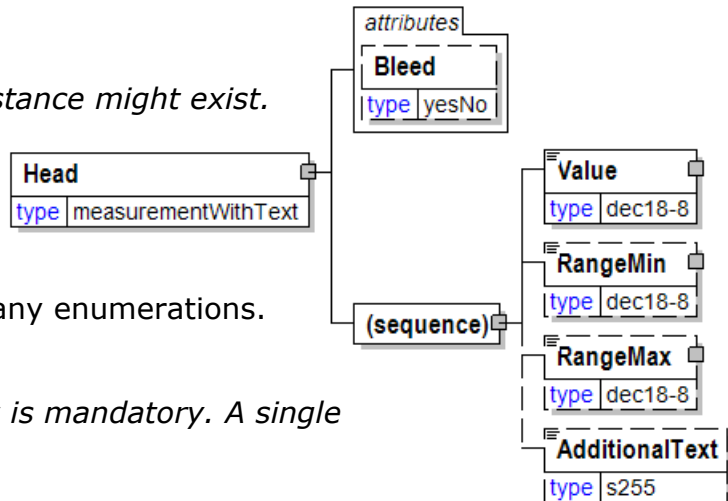 attributes
Bleed
type yesNo
stance might exist.
Head
type measurementWithText
Value
type dec18-8
RangeMin
type dec18-8
any enumerations.
(sequence)
RangeMax
type dec18-8
is mandatory. A single
AdditionalText
type s255